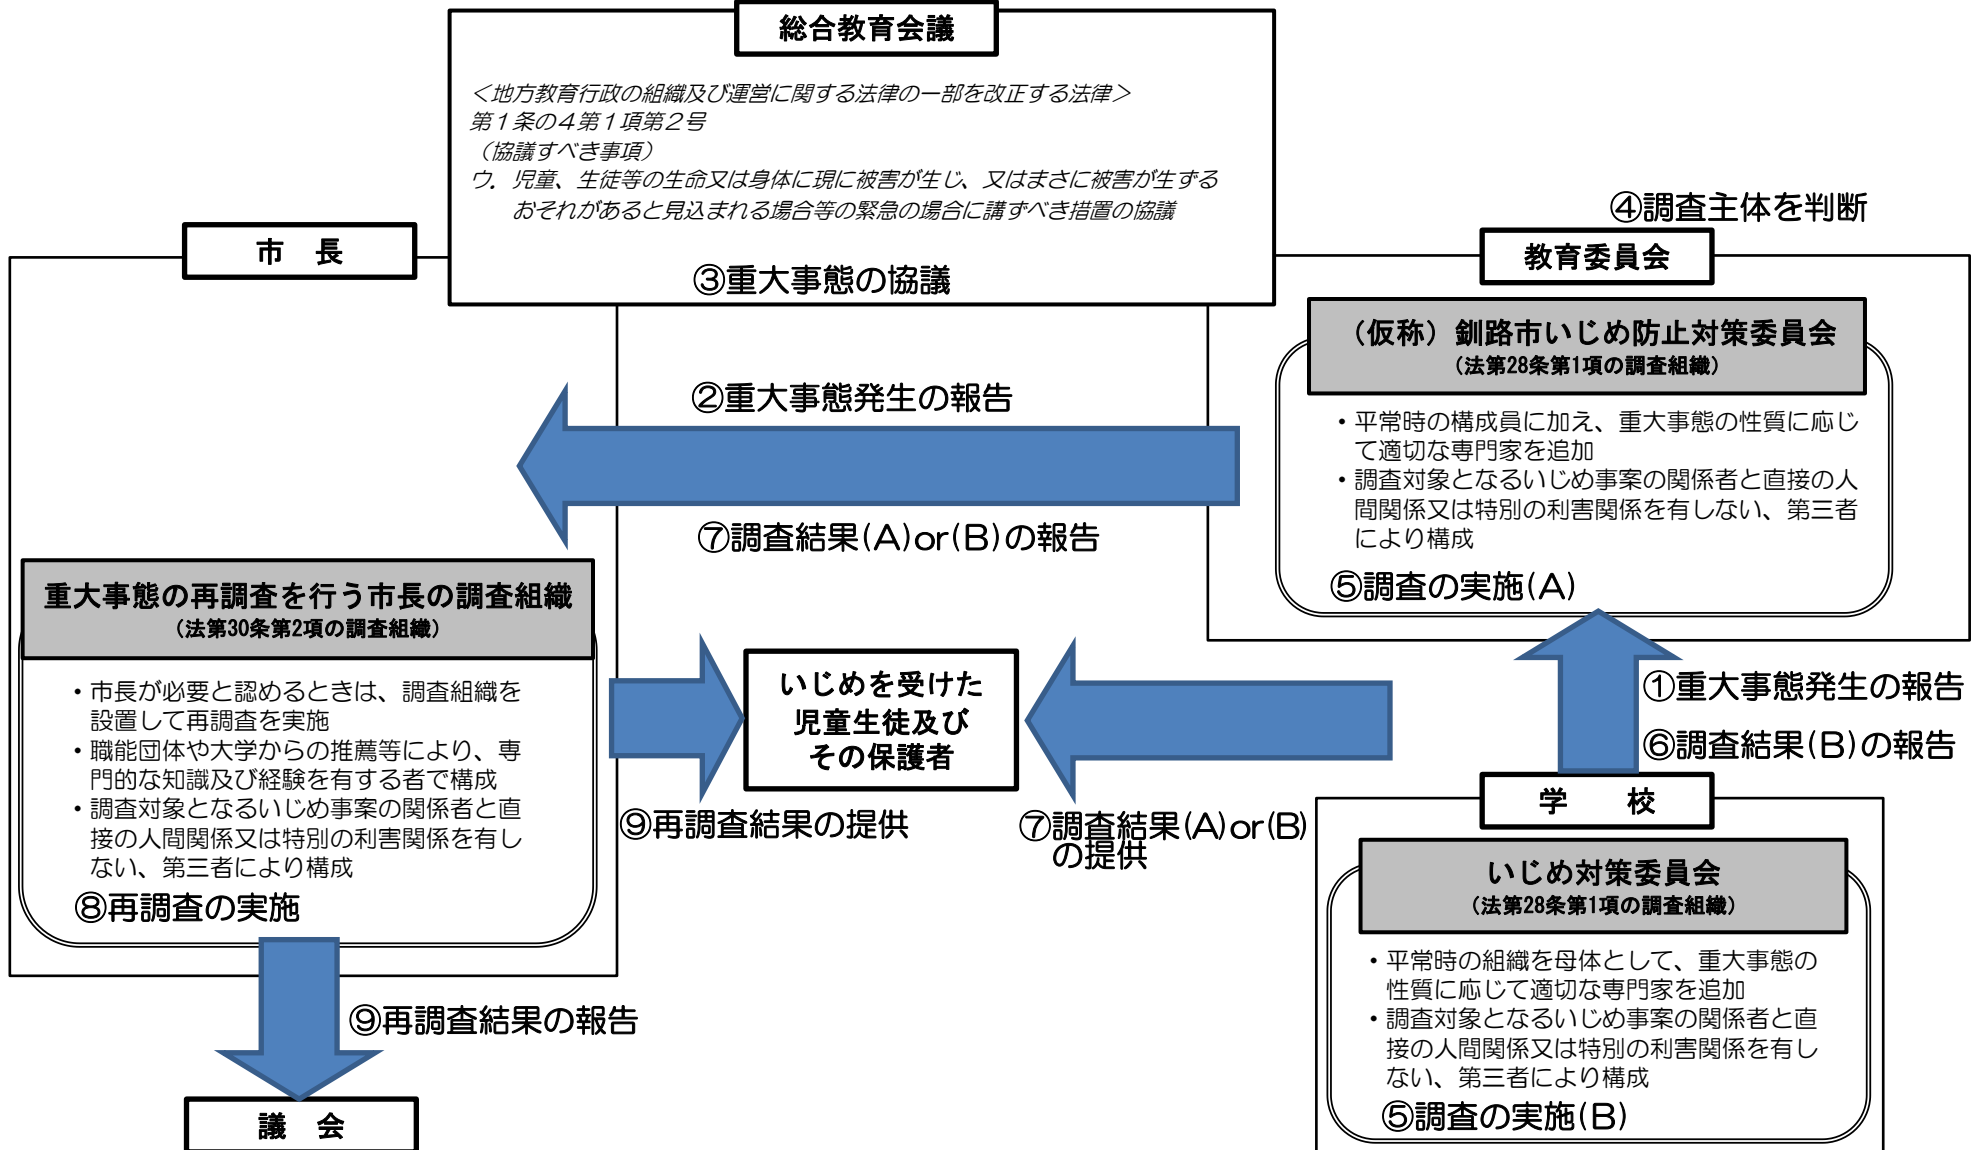 総合教育会議
＜地方教育行政の組織及び運営に関する法律の一部を改正する法律＞
第１条の４第１項第２号
（協議すべき事項）
ウ．児童、生徒等の生命又は身体に現に被害が生じ、又はまさに被害が生ずる
おそれがあると見込まれる場合等の緊急の場合に講ずべき措置の協議
③重大事態の協議
市　長
④調査主体を判断
教育委員会
（仮称）釧路市いじめ防止対策委員会
（法第28条第1項の調査組織）
・平常時の構成員に加え、重大事態の性質に応じ
て適切な専門家を追加
・調査対象となるいじめ事案の関係者と直接の人
間関係又は特別の利害関係を有しない、第三者
により構成
⑤調査の実施(A)
②重大事態発生の報告
⑦調査結果(A)or(B)の報告
重大事態の再調査を行う市長の調査組織
（法第30条第2項の調査組織）
・市長が必要と認めるときは、調査組織を
設置して再調査を実施
・職能団体や大学からの推薦等により、専
門的な知識及び経験を有する者で構成
・調査対象となるいじめ事案の関係者と直
接の人間関係又は特別の利害関係を有し
ない、第三者により構成
⑧再調査の実施
いじめを受けた
児童生徒及び
その保護者
⑨再調査結果の提供
⑦調査結果(A)or(B)
の提供
①重大事態発生の報告
⑥調査結果(B)の報告
学　校
いじめ対策委員会
（法第28条第1項の調査組織）
・平常時の組織を母体として、重大事態の
性質に応じて適切な専門家を追加
・調査対象となるいじめ事案の関係者と直
接の人間関係又は特別の利害関係を有し
ない、第三者により構成
⑤調査の実施(B)
⑨再調査結果の報告
議　会